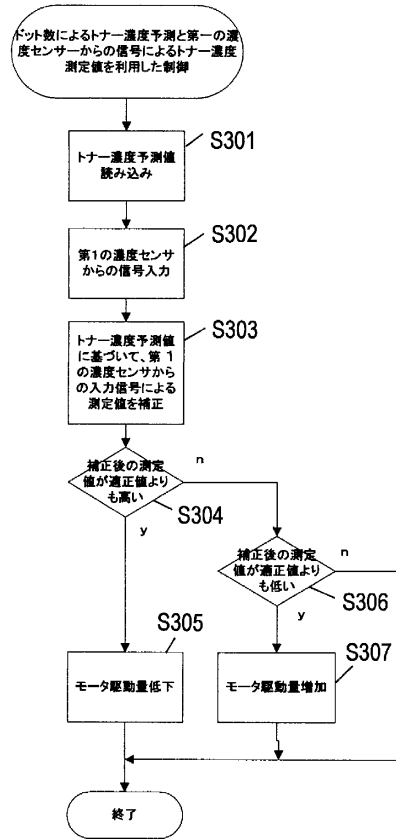 ドット数によるトナー濃度予測と第一の濃
度センサーからの信号によるトナー濃度
測定値を利用した制御
S301
トナー濃度予測値
読み込み
S302
第1の濃度センサ
からの信号入力
S303
トナー濃度予測値
に基づいて、第1
の濃度センサから
の入力信号による
測定値を補正
n
補正後の測定
値が適正値より
も高い
S304
y
n
補正後の測定
値が適正値より
も低い
S306
y
S305
モータ駆動量低下
S307
モータ駆動量増加
終了